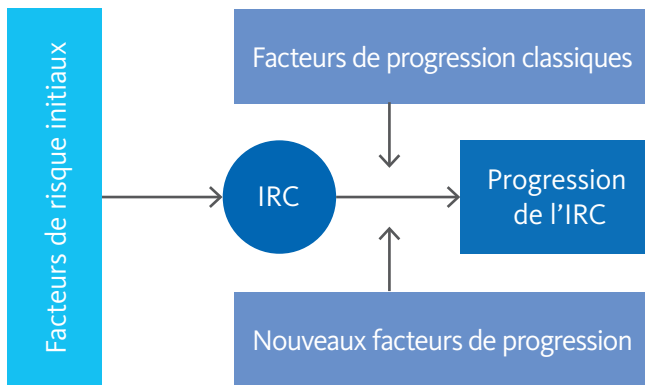 Facteurs de risque initiaux
Facteurs de progression classiques
IRC
Progression
de l’IRC
Nouveaux facteurs de progression